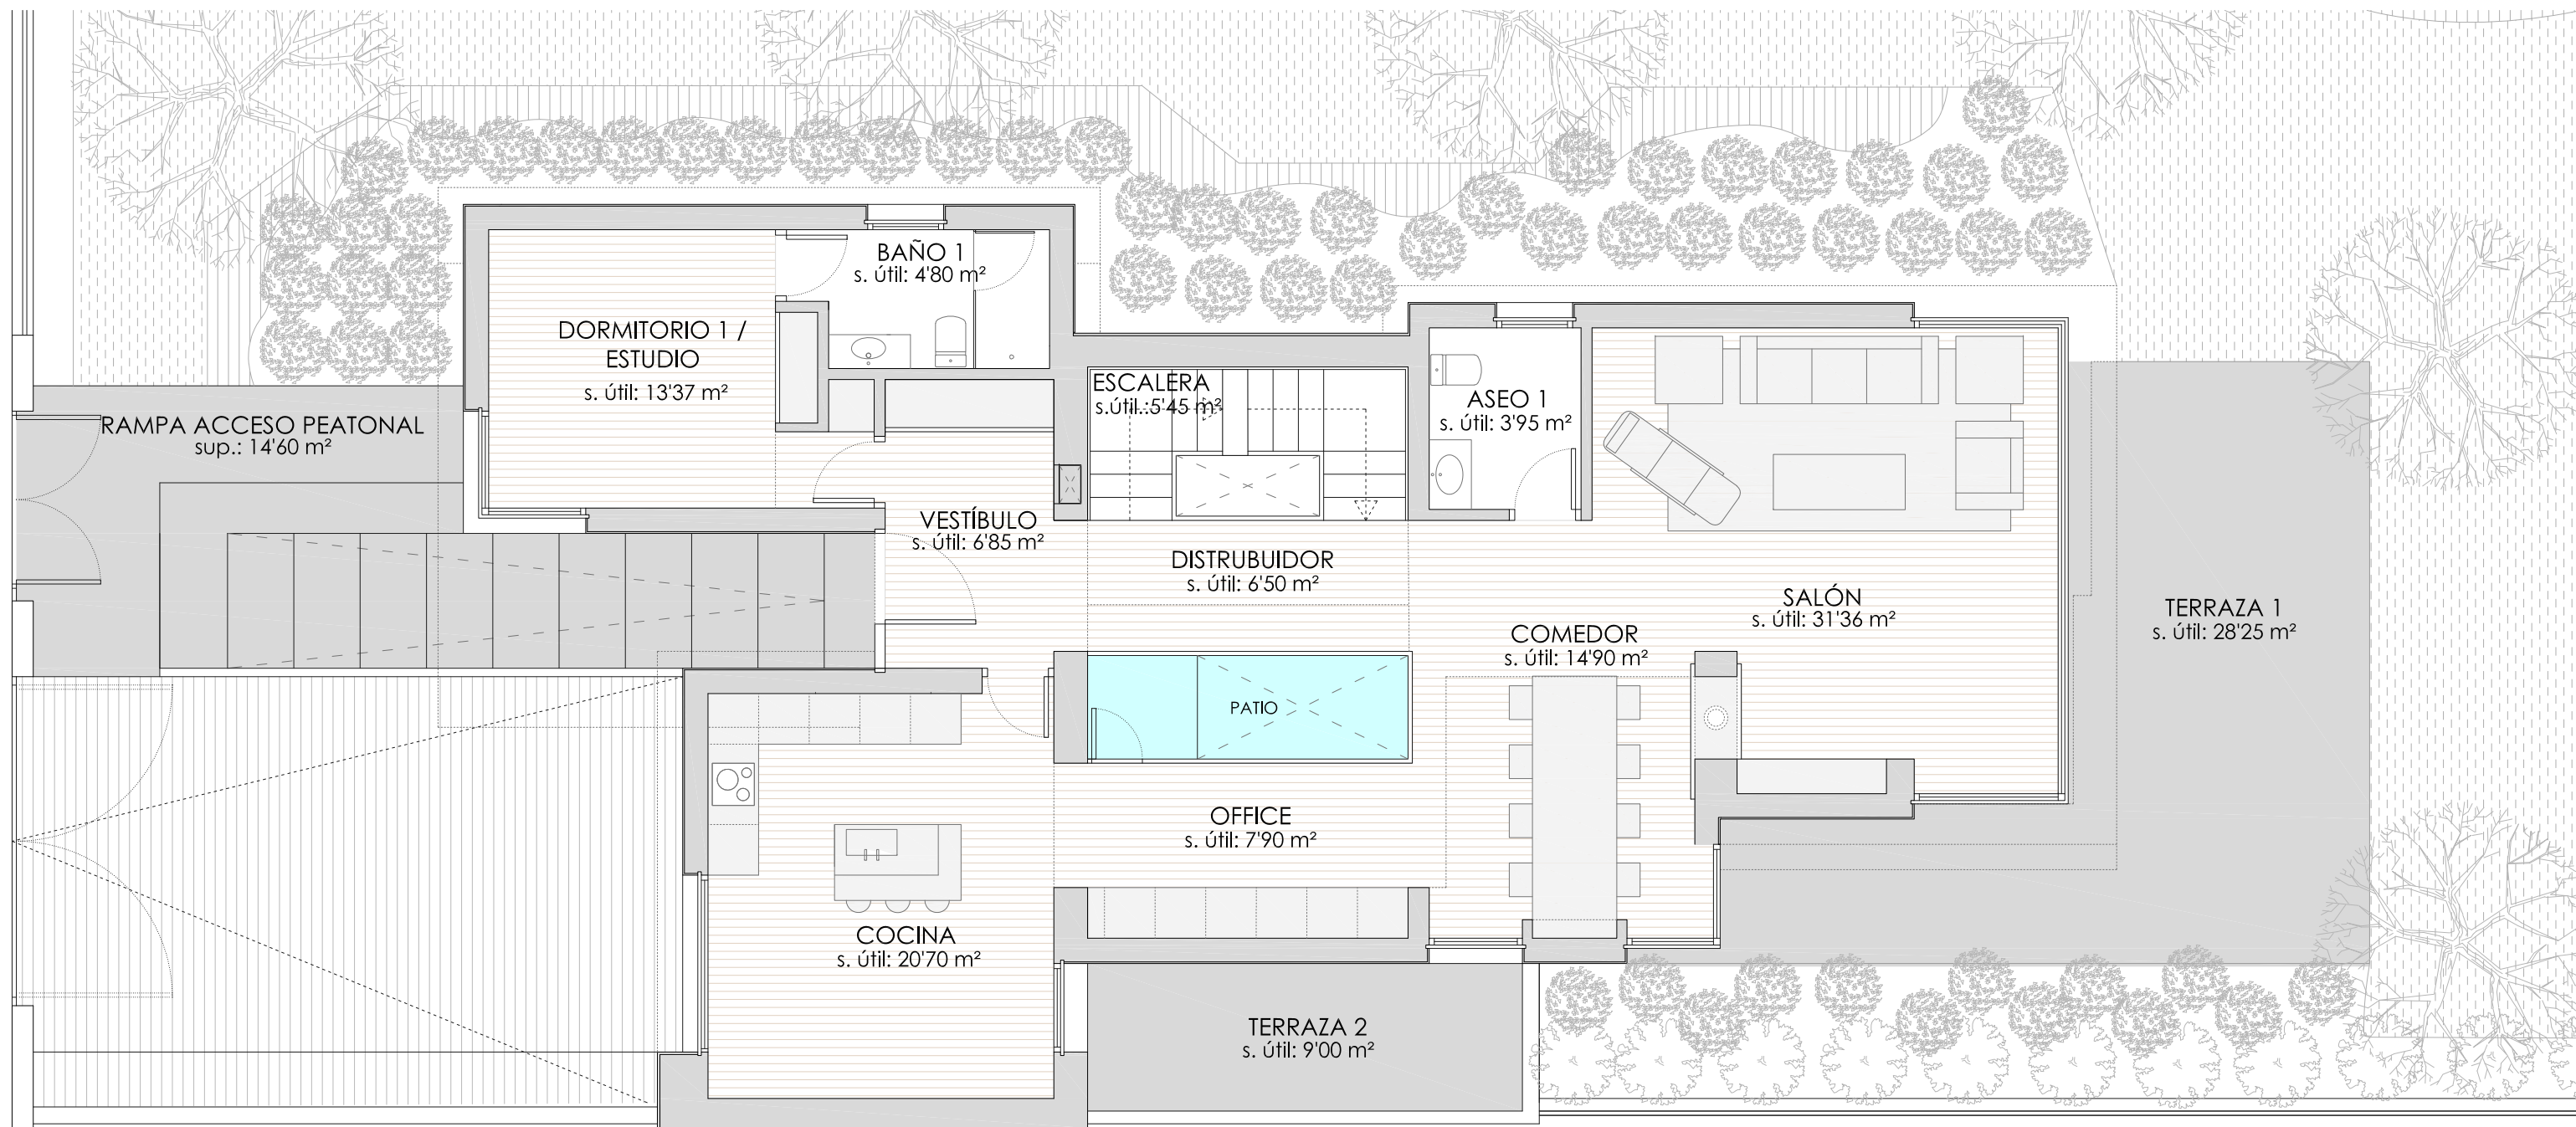 BAÑO 1
s. útil: 4'80 m²
DORMITORIO 1 /
ESTUDIO
s. útil: 13'37 m²
ESCALERA
s.útil.:5'45 m²
ASEO 1
s. útil: 3'95 m²
RAMPA ACCESO PEATONAL
sup.: 14'60 m²
VESTÍBULO
s. útil: 6'85 m²
DISTRUBUIDOR
s. útil: 6'50 m²
SALÓN
s. útil: 31'36 m²
TERRAZA 1
s. útil: 28'25 m²
COMEDOR
s. útil: 14'90 m²
PATIO
OFFICE
s. útil: 7'90 m²
COCINA
s. útil: 20'70 m²
TERRAZA 2
s. útil: 9'00 m²